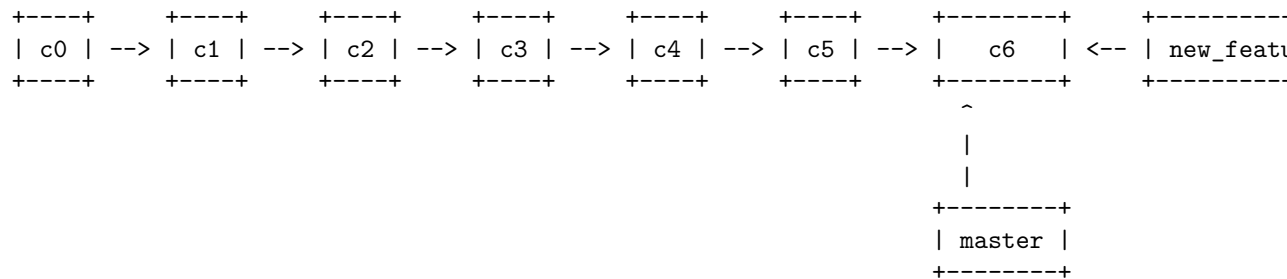 +----+     +----+     +----+     +----+     +----+     +----+     +--------+     +----------
| c0 | --> | c1 | --> | c2 | --> | c3 | --> | c4 | --> | c5 | --> |   c6   | <-- | new_featu
+----+     +----+     +----+     +----+     +----+     +----+     +--------+     +----------
^
|
|
+--------+
| master |
+--------+